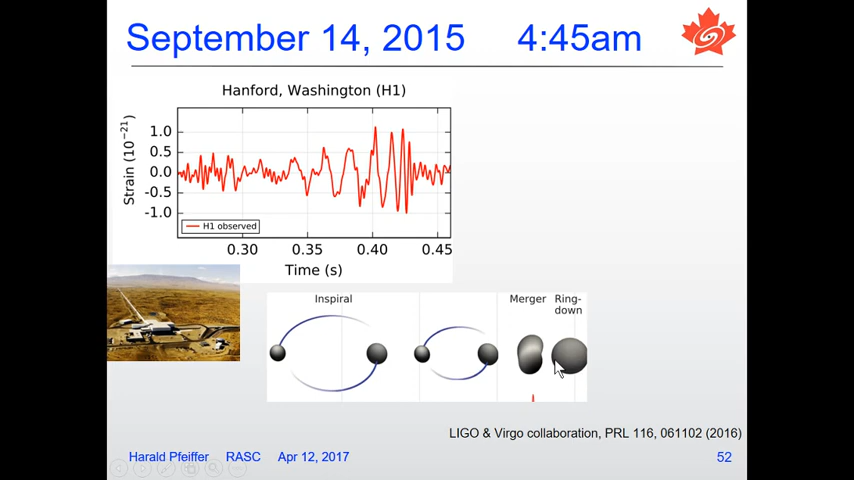 September 14, 2015 4:45am
Hanford, Washington (H1)
Strain (10⁻²¹)
1.0
0.5
0.0
-0.5
-1.0
H1 observed
0.30 0.35 0.40 0.45
Time (s)
Inspiral
Merger
Ring-
down
LIGO & Virgo collaboration, PRL 116, 061102 (2016)
Harald Pfeiffer RASC Apr 12, 2017
52